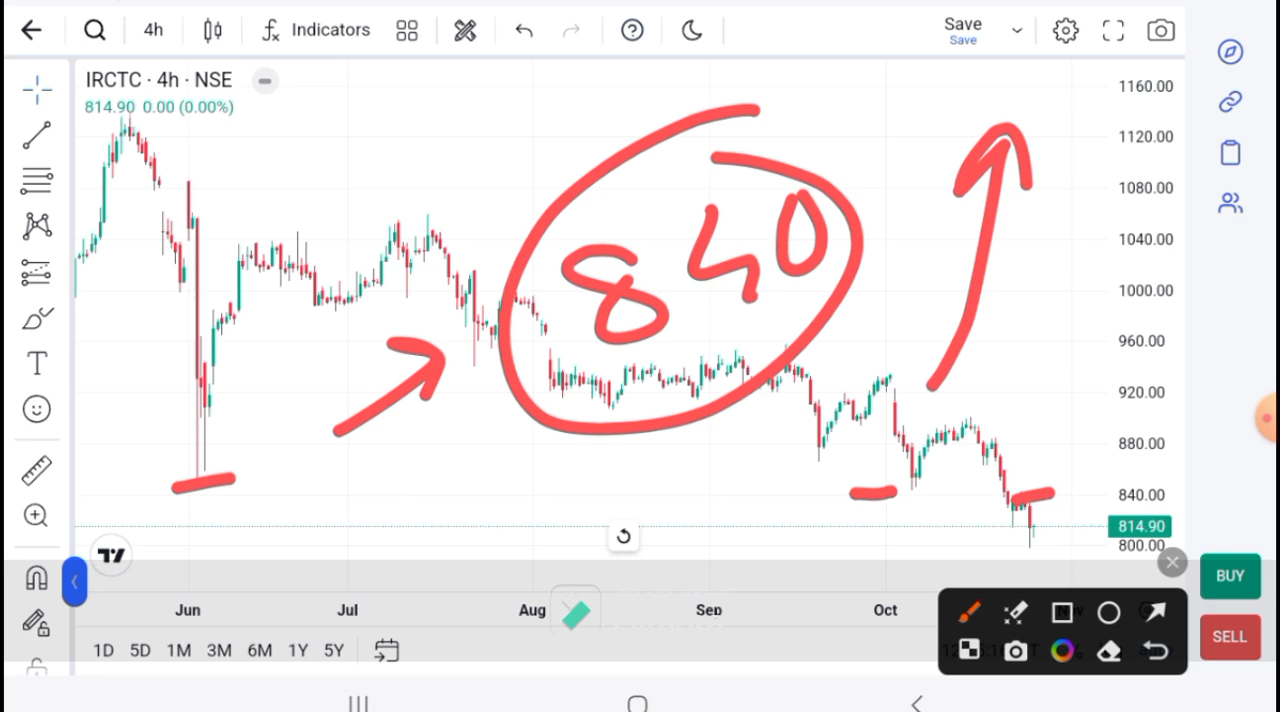 4h
Indicators
Save
Save
IRCTC · 4h · NSE
814.90 0.00 (0.00%)
1160.00
1120.00
1080.00
1040.00
1000.00
960.00
920.00
880.00
840.00
814.90
800.00
840
BUY
SELL
Jun
Jul
Aug
Sep
Oct
1D 5D 1M 3M 6M 1Y 5Y